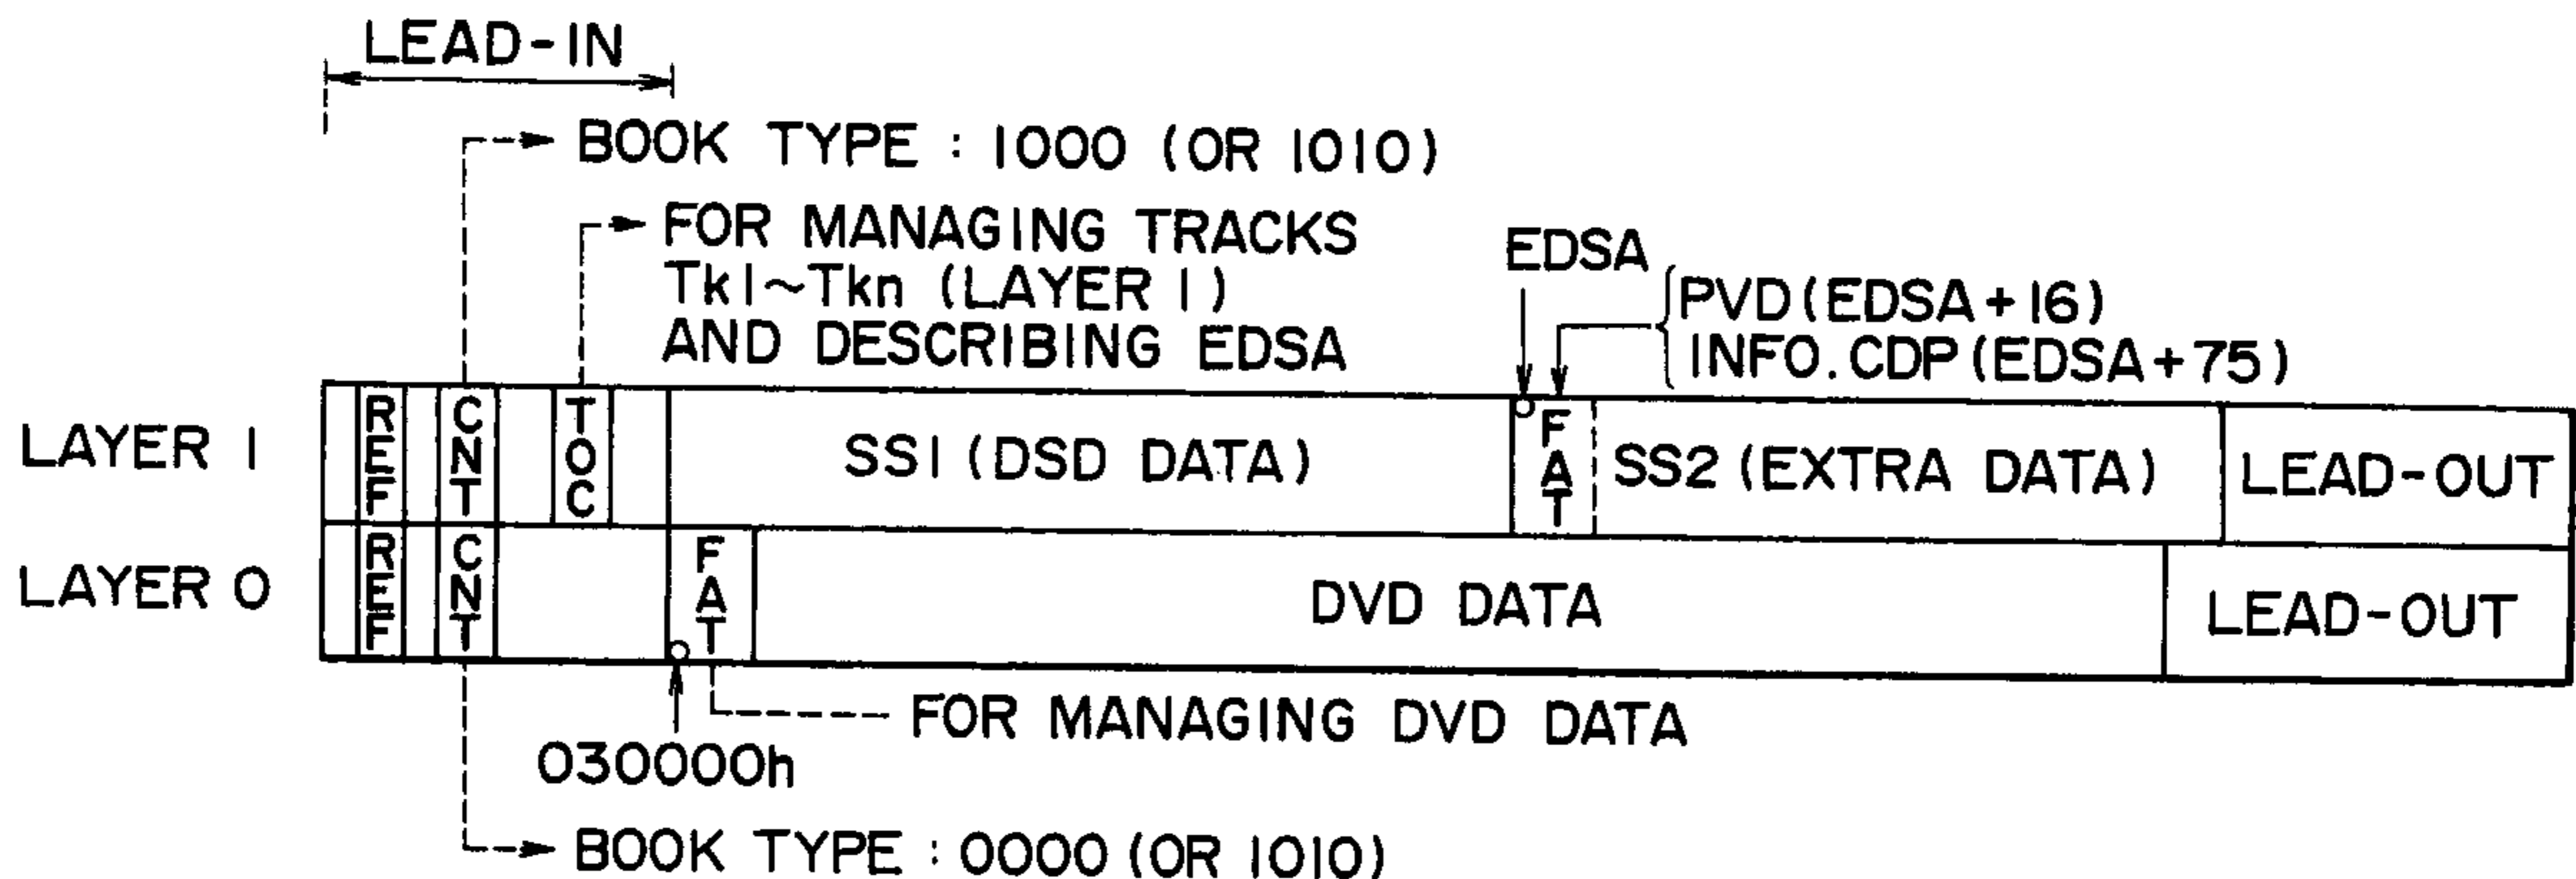 LEAD-IN
BOOK TYPE : 1000 (OR 1010)
FOR MANAGING TRACKS
Tk1~Tkn (LAYER 1)
AND DESCRIBING EDSA
EDSA
PVD (EDSA+16)
INFO. CDP (EDSA+75)
LAYER 1
REF
CNT
TOC
SS1 (DSD DATA)
FAT
SS2 (EXTRA DATA)
LEAD-OUT
LAYER 0
REF
CNT
FAT
DVD DATA
LEAD-OUT
FOR MANAGING DVD DATA
030000h
BOOK TYPE : 0000 (OR 1010)